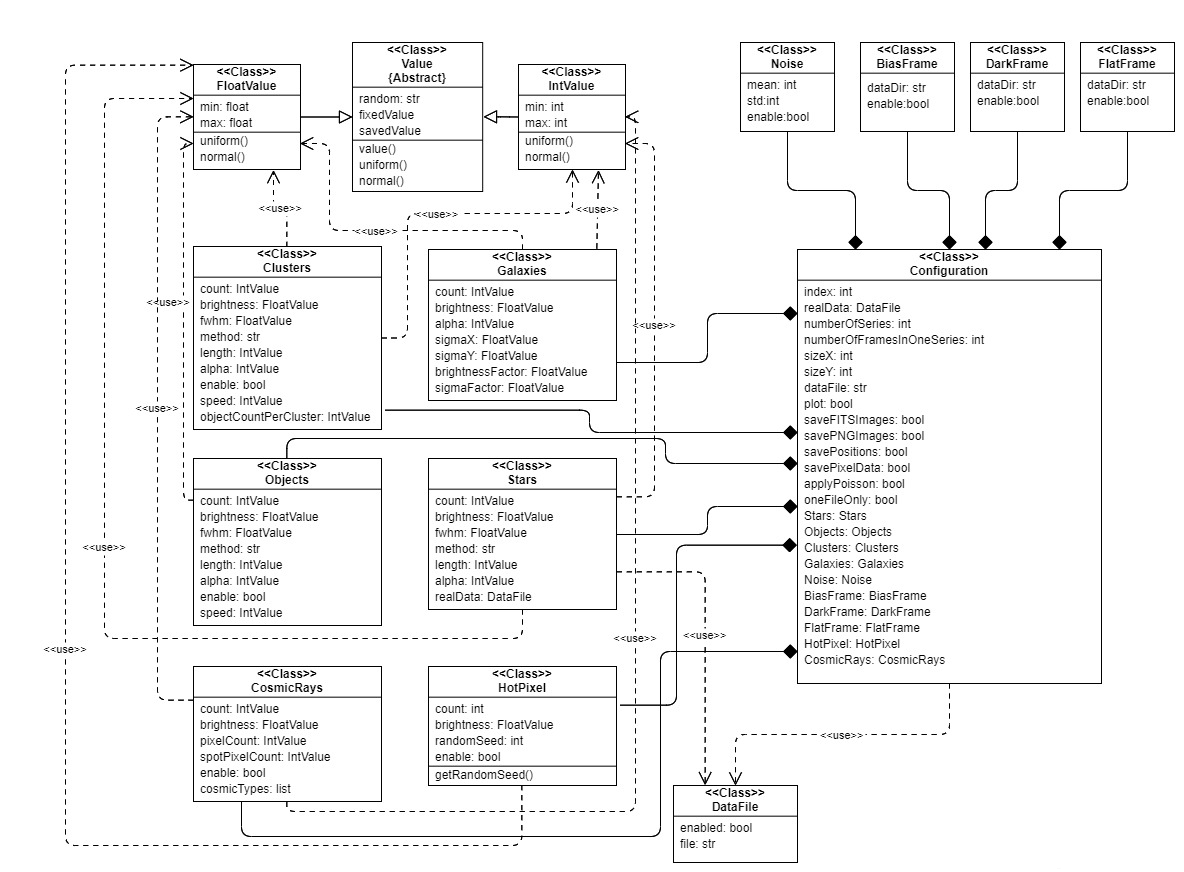 <<Class>>
FloatValue
min: float
max: float
uniform()
normal()
<<Class>>
Value
{Abstract}
random: str
fixedValue
savedValue
value()
uniform()
normal()
<<Class>>
IntValue
min: int
max: int
uniform()
normal()
<<Class>>
Noise
mean: int
std:int
enable:bool
<<Class>>
BiasFrame
dataDir: str
enable:bool
<<Class>>
DarkFrame
dataDir: str
enable:bool
<<Class>>
FlatFrame
dataDir: str
enable:bool
<<use>>
<<use>>
<<use>>
<<use>>
<<Class>>
Clusters
count: IntValue
brightness: FloatValue
fwhm: FloatValue
method: str
length: IntValue
alpha: IntValue
enable: bool
speed: IntValue
objectCountPerCluster: IntValue
<<Class>>
Galaxies
count: IntValue
brightness: FloatValue
alpha: IntValue
sigmaX: FloatValue
sigmaY: FloatValue
brightnessFactor: FloatValue
sigmaFactor: FloatValue
<<Class>>
Configuration
index: int
realData: DataFile
numberOfSeries: int
numberOfFramesInOneSeries: int
sizeX: int
sizeY: int
dataFile: str
plot: bool
saveFITSImages: bool
savePNGImages: bool
savePositions: bool
savePixelData: bool
applyPoisson: bool
oneFileOnly: bool
Stars: Stars
Objects: Objects
Clusters: Clusters
Galaxies: Galaxies
Noise: Noise
BiasFrame: BiasFrame
DarkFrame: DarkFrame
FlatFrame: FlatFrame
HotPixel: HotPixel
CosmicRays: CosmicRays
<<use>>
<<use>>
<<use>>
<<Class>>
Objects
count: IntValue
brightness: FloatValue
fwhm: FloatValue
method: str
length: IntValue
alpha: IntValue
enable: bool
speed: IntValue
<<Class>>
Stars
count: IntValue
brightness: FloatValue
fwhm: FloatValue
method: str
length: IntValue
alpha: IntValue
realData: DataFile
<<use>>
<<use>>
<<use>>
<<use>>
<<Class>>
CosmicRays
count: IntValue
brightness: FloatValue
pixelCount: IntValue
spotPixelCount: IntValue
enable: bool
cosmicTypes: list
<<Class>>
HotPixel
count: int
brightness: FloatValue
randomSeed: int
enable: bool
getRandomSeed()
<<use>>
<<Class>>
DataFile
enabled: bool
file: str